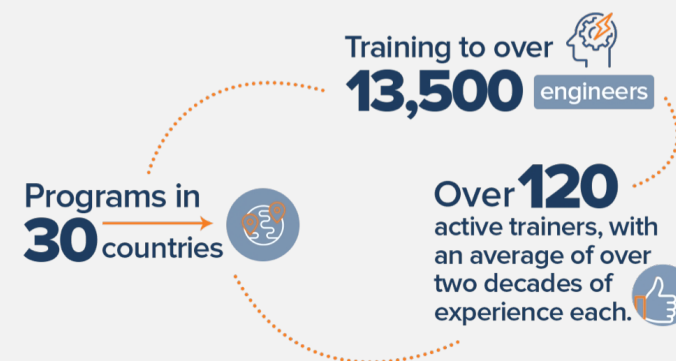 Training to over
13,500 engineers
Programs in
30 countries
Over 120
active trainers, with
an average of over
two decades of
experience each.